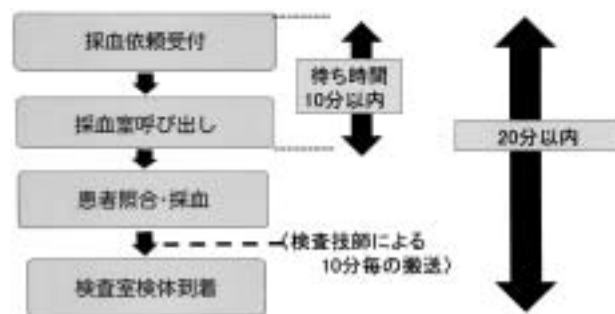 採血依頼受付
待ち時間
10分以内
採血室呼び出し
20分以内
患者照合・採血
〈検査技師による
10分毎の搬送〉
検査室検体到着